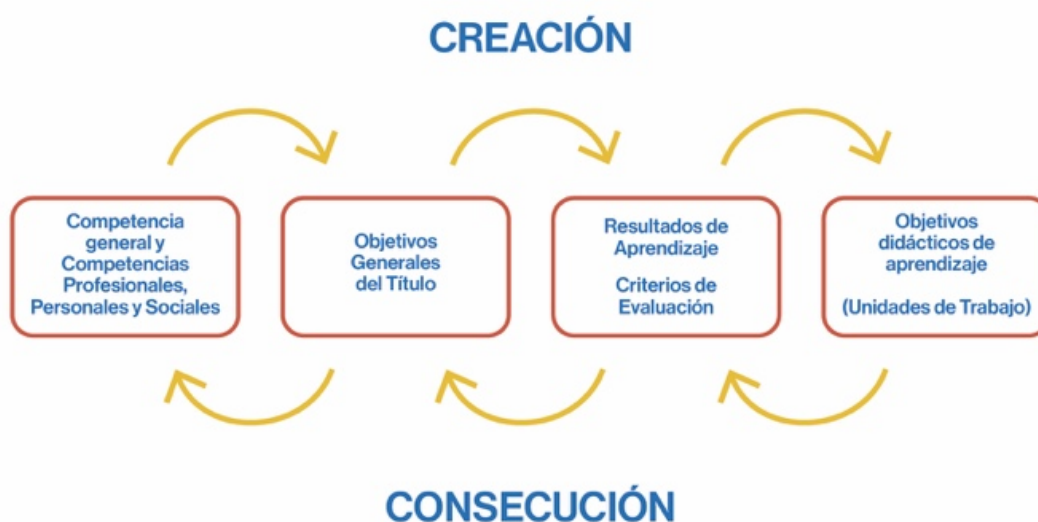 CREACIÓN
Competencia
general y
Competencias
Profesionales,
Personales y Sociales
Objetivos
Generales
del Título
Resultados de
Aprendizaje
Criterios de
Evaluación
Objetivos
didácticos de
aprendizaje
(Unidades de Trabajo)
CONSECUCIÓN